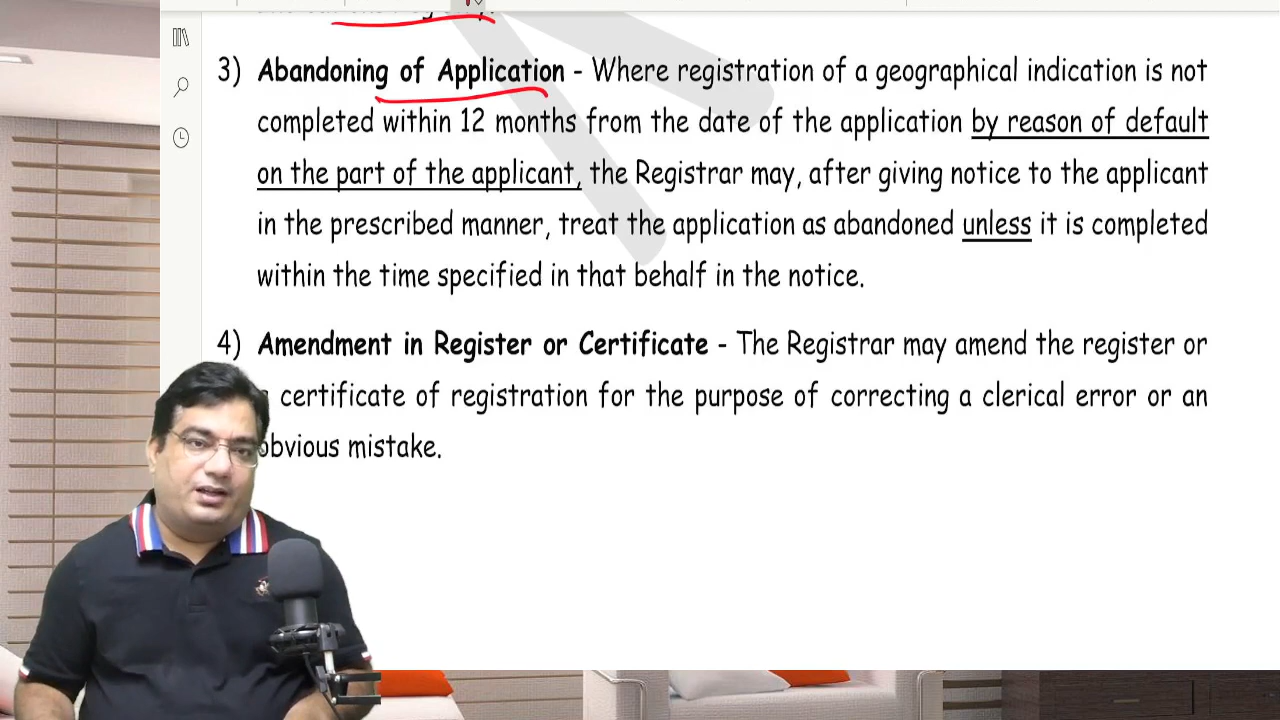 3) Abandoning of Application - Where registration of a geographical indication is not
completed within 12 months from the date of the application by reason of default
on the part of the applicant, the Registrar may, after giving notice to the applicant
in the prescribed manner, treat the application as abandoned unless it is completed
within the time specified in that behalf in the notice.
4) Amendment in Register or Certificate - The Registrar may amend the register or
certificate of registration for the purpose of correcting a clerical error or an
obvious mistake.